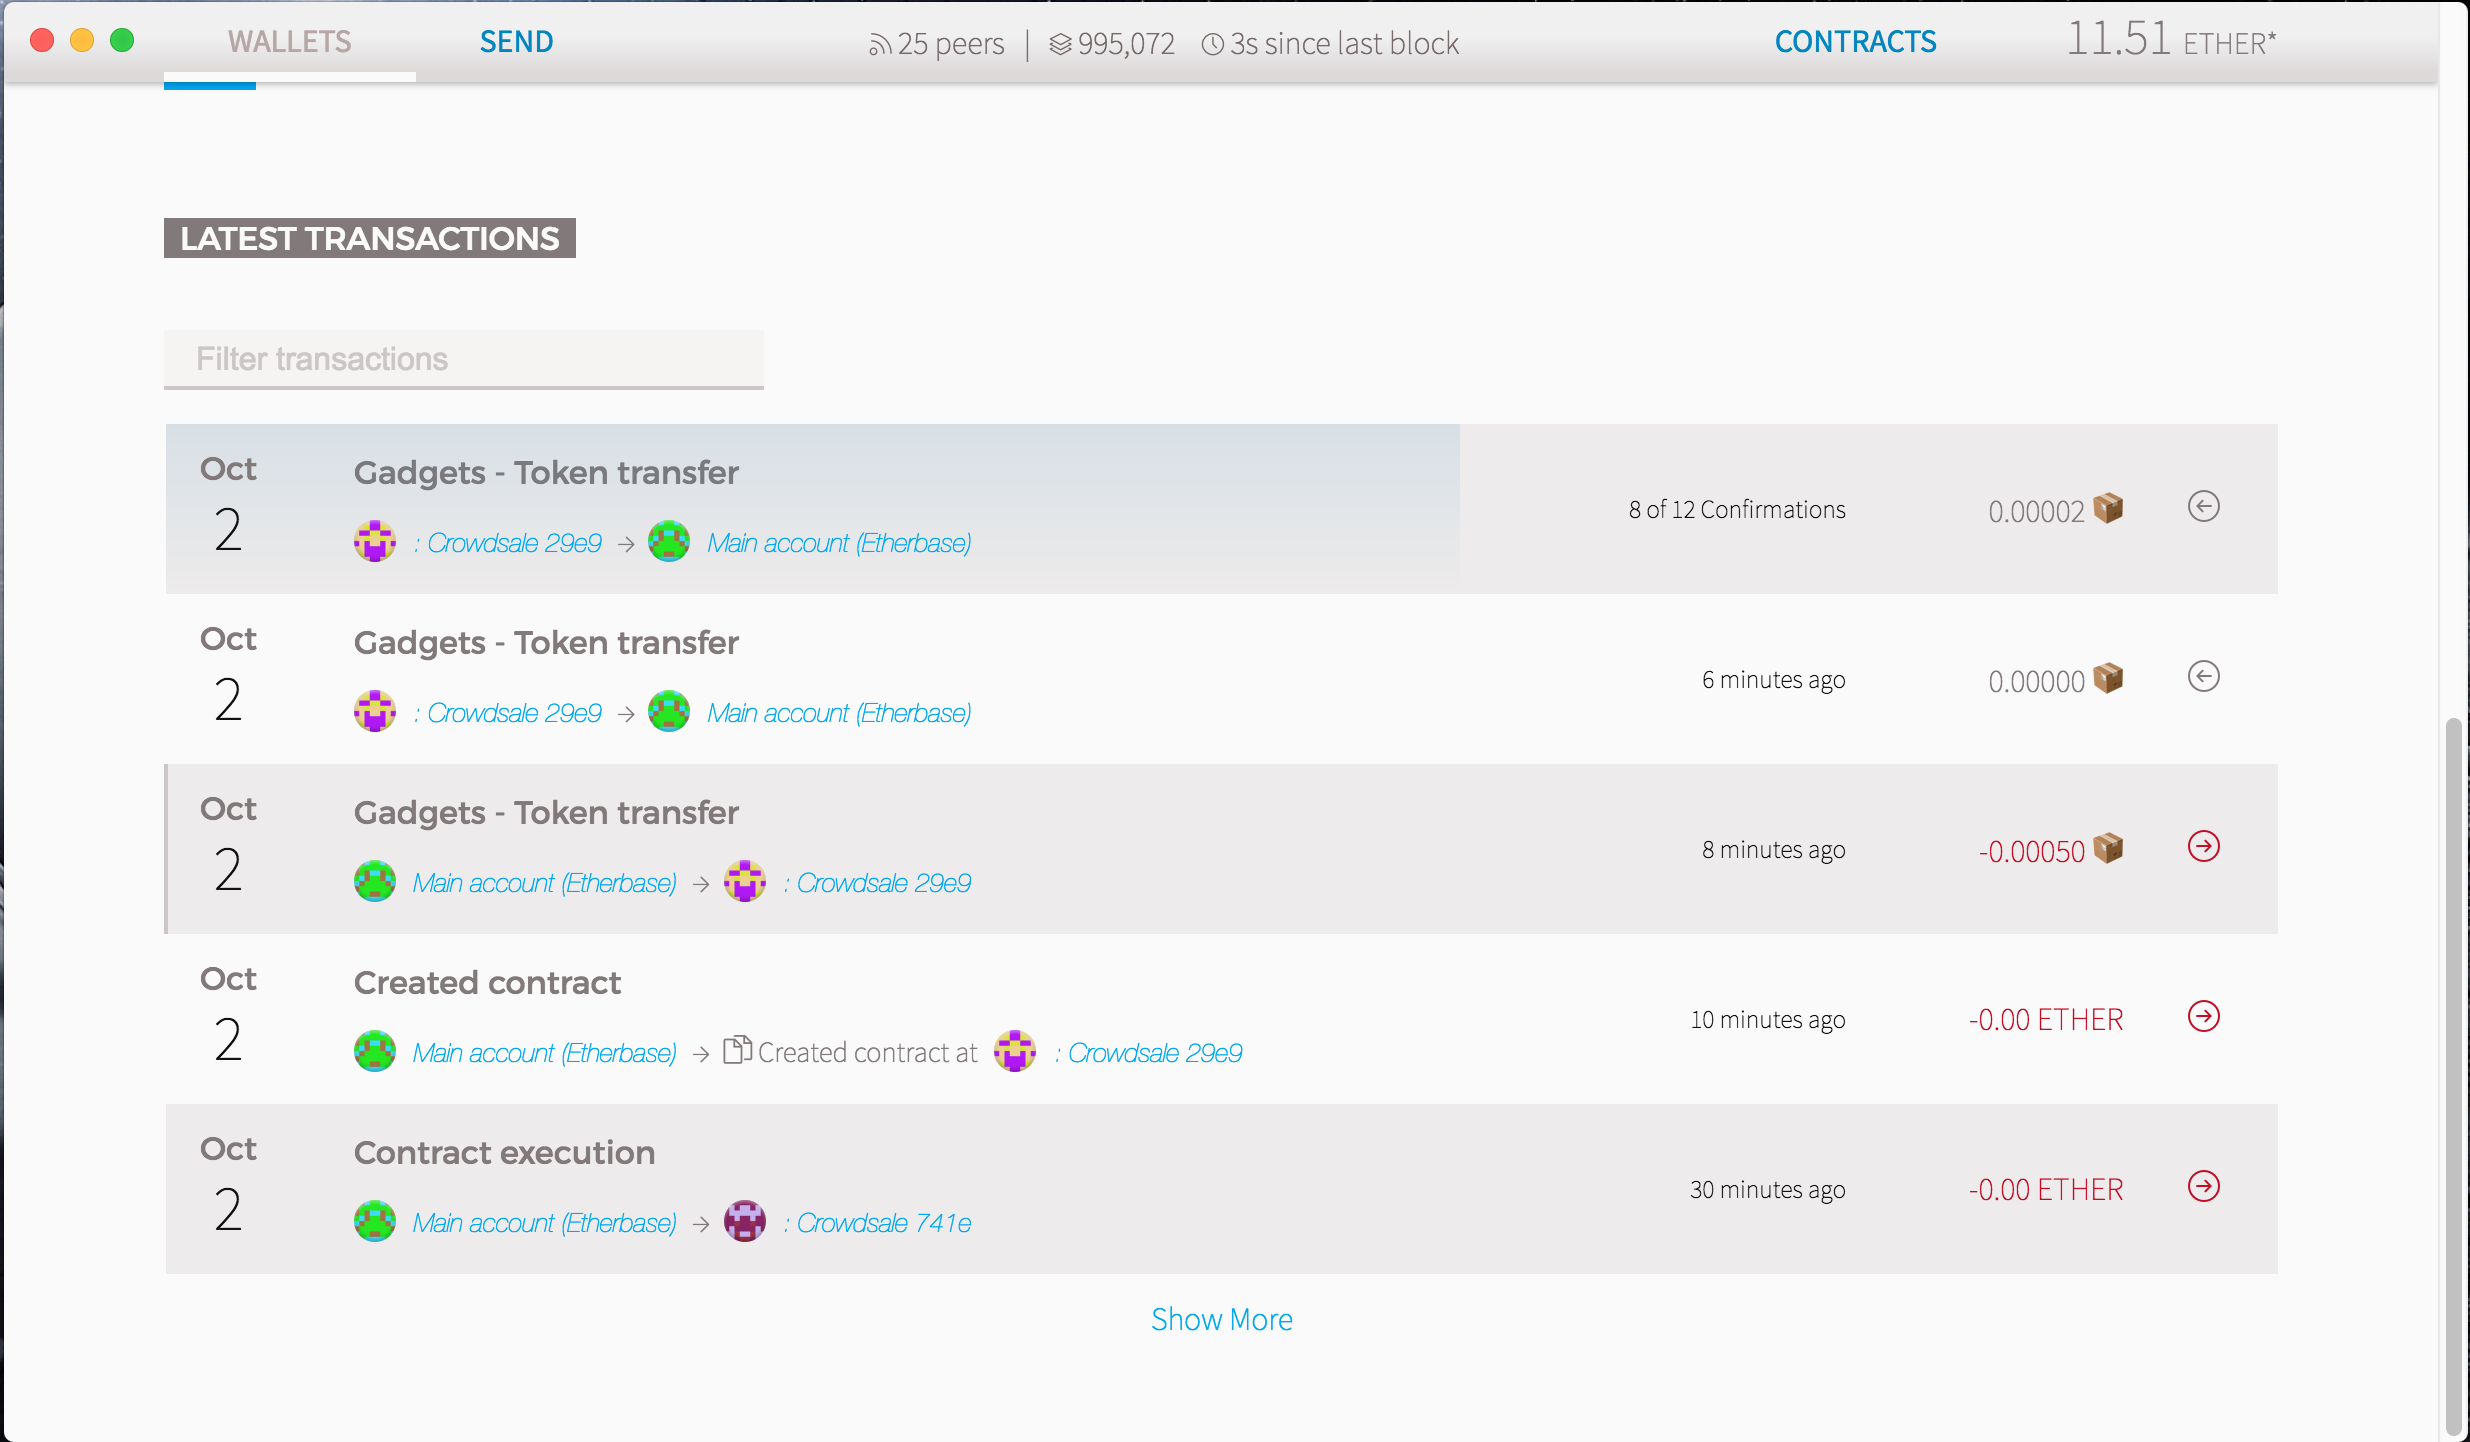 WALLETS SEND 25 peers | 995,072 3s since last block CONTRACTS 11.51 ETHER*
LATEST TRANSACTIONS
Filter transactions
Oct 2
Gadgets - Token transfer
: Crowdsale 29e9 → Main account (Etherbase)
8 of 12 Confirmations 0.00002
Oct 2
Gadgets - Token transfer
: Crowdsale 29e9 → Main account (Etherbase)
6 minutes ago 0.00000
Oct 2
Gadgets - Token transfer
Main account (Etherbase) → : Crowdsale 29e9
8 minutes ago -0.00050
Oct 2
Created contract
Main account (Etherbase) → Created contract at : Crowdsale 29e9
10 minutes ago -0.00 ETHER
Oct 2
Contract execution
Main account (Etherbase) → : Crowdsale 741e
30 minutes ago -0.00 ETHER
Show More